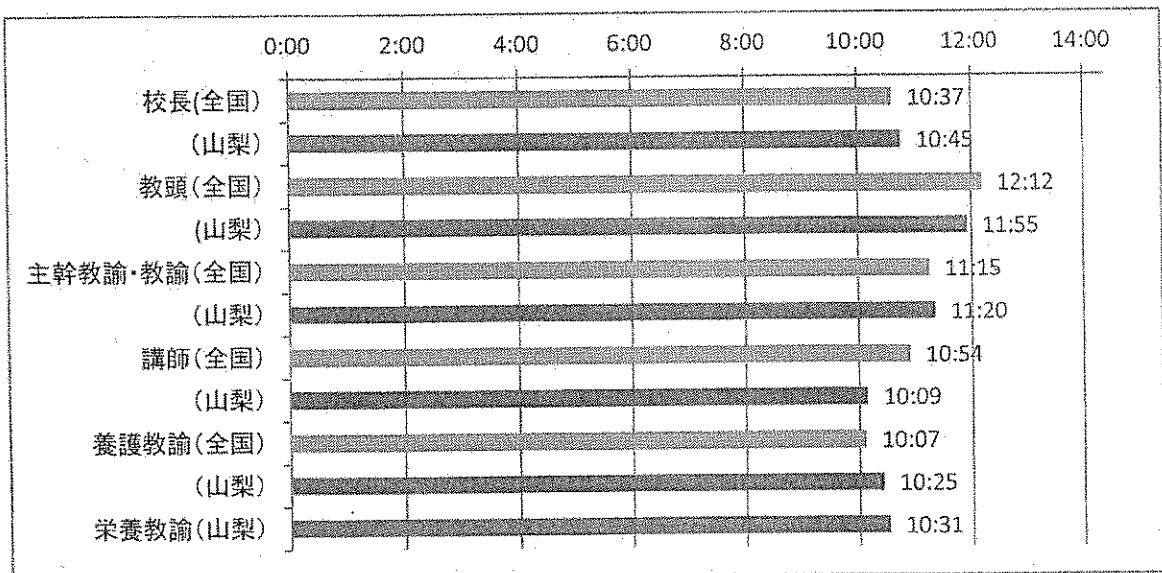 0:00 2:00 4:00 6:00 8:00 10:00 12:00 14:00
校長(全国) 10:37
(山梨) 10:45
教頭(全国) 12:12
(山梨) 11:55
主幹教諭・教諭(全国) 11:15
(山梨) 11:20
講師(全国) 10:54
(山梨) 10:09
養護教諭(全国) 10:07
(山梨) 10:25
栄養教諭(山梨) 10:31